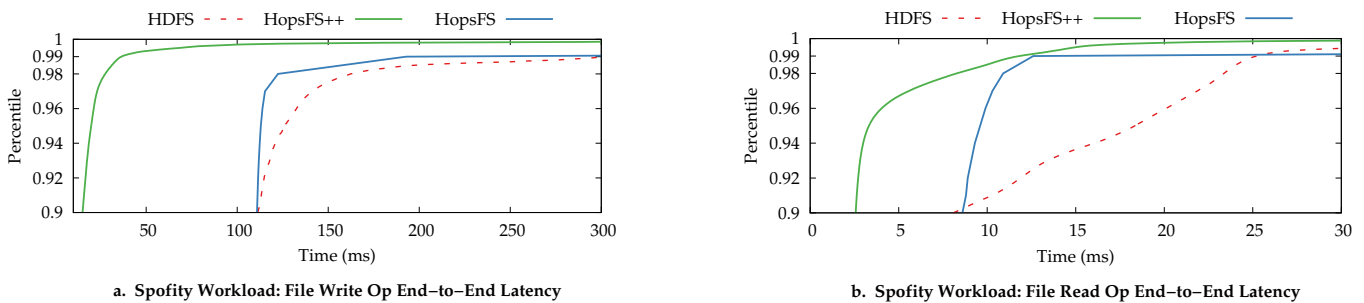 HDFS HopsFS++ HopsFS
1
0.99
0.98
0.96
0.94
0.92
0.9
Percentile
50 100 150 200 250 300
Time (ms)
a. Spofity Workload: File Write Op End−to−End Latency
HDFS HopsFS++ HopsFS
1
0.99
0.98
0.96
0.94
0.92
0.9
Percentile
0 5 10 15 20 25 30
Time (ms)
b. Spofity Workload: File Read Op End−to−End Latency